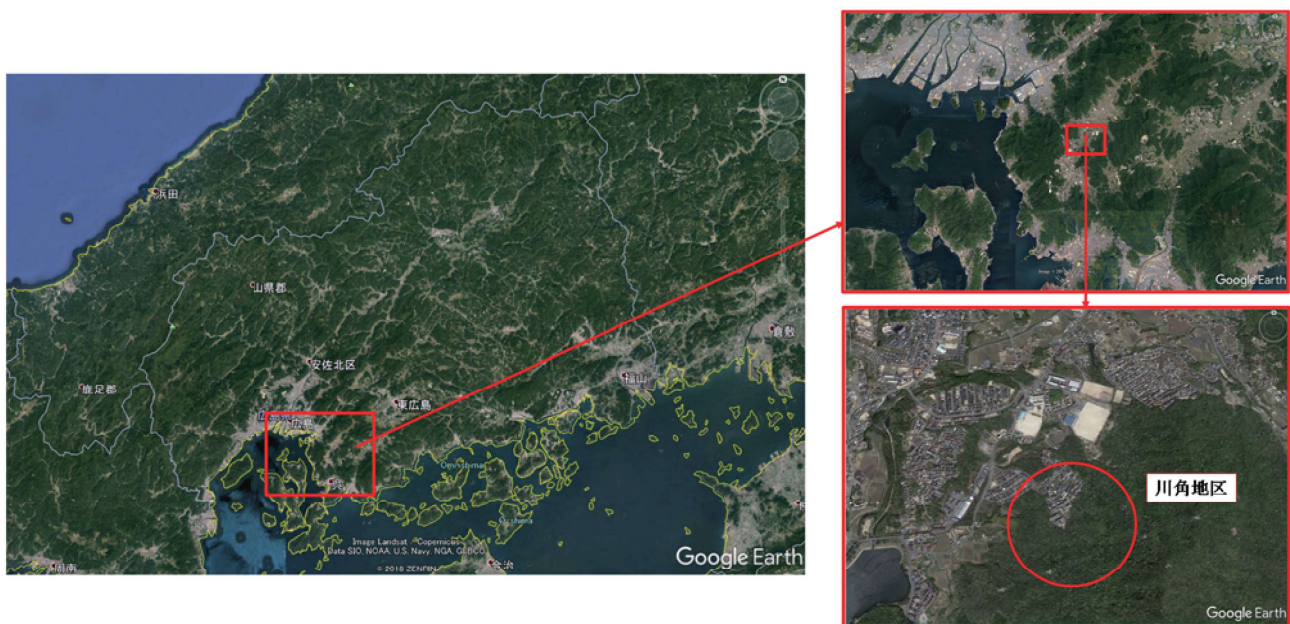 浜田
山県郡
安佐北区
鹿足郡
東広島
広島
呉
福山
倉敷
Omishima
Oshima
今治
周南
Image Landsat / Copernicus
Data SIO, NOAA, U.S. Navy, NGA, GEBCO
© 2018 ZENRIN
Google Earth
Google Earth
川角地区
Google Earth